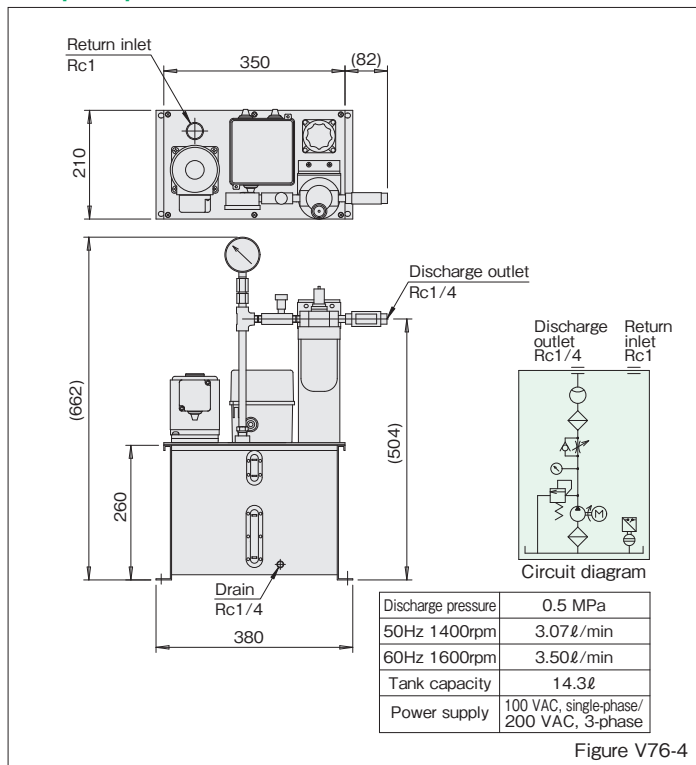 Return inlet
Rc1
350
(82)
210
Discharge outlet
Rc1/4
(662)
260
(504)
Drain
Rc1/4
380
Discharge
outlet
Rc1/4
Return
inlet
Rc1
M
Circuit diagram
Discharge pressure 0.5 MPa
50Hz 1400rpm 3.07ℓ/min
60Hz 1600rpm 3.50ℓ/min
Tank capacity 14.3ℓ
Power supply 100 VAC, single-phase/
200 VAC, 3-phase
Figure V76-4